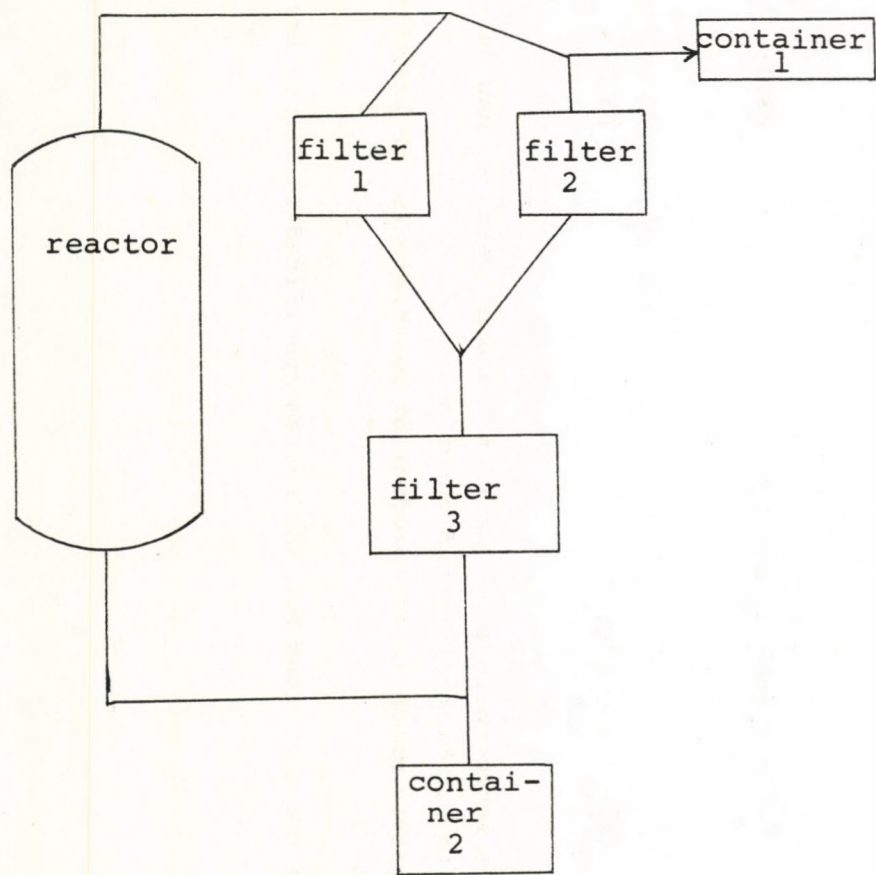 container
1
filter
1
filter
2
reactor
filter
3
contai-
ner
2